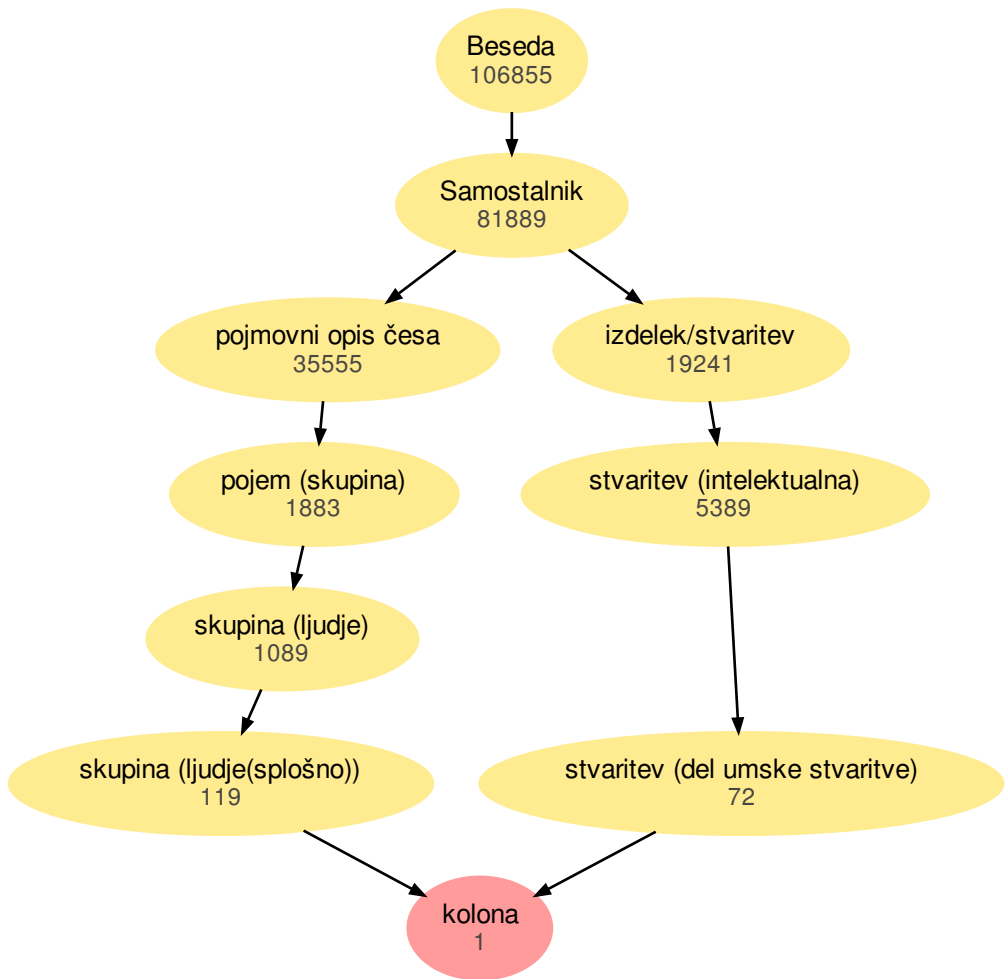 Beseda
106855
Samostalnik
81889
pojmovni opis česa
35555
izdelek/stvaritev
19241
pojem (skupina)
1883
stvaritev (intelektualna)
5389
skupina (ljudje)
1089
skupina (ljudje(splošno))
119
stvaritev (del umske stvaritve)
72
kolona
1